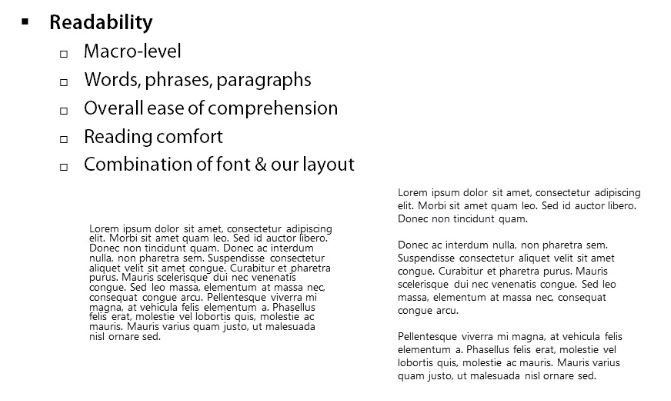 Readability
Macro-level
Words, phrases, paragraphs
Overall ease of comprehension
Reading comfort
Combination of font & our layout
Lorem ipsum dolor sit amet, consectetur adipiscing
elit. Morbi sit amet quam leo. Sed id auctor libero.
Donec non tincidunt quam. Donec ac interdum
nulla, non pharetra sem. Suspendisse consectetur
aliquet velit sit amet congue. Curabitur et pharetra
purus. Mauris scelerisque dui nec venenatis
congue. Sed leo massa, elementum at massa nec,
consequat congue arcu. Pellentesque viverra mi
magna, at vehicula felis elementum a. Phasellus
felis erat, molestie vel lobortis quis, molestie ac
mauris. Mauris varius quam justo, ut malesuada
nisl ornare sed.
Lorem ipsum dolor sit amet, consectetur adipiscing
elit. Morbi sit amet quam leo. Sed id auctor libero.
Donec non tincidunt quam.
Donec ac interdum nulla, non pharetra sem.
Suspendisse consectetur aliquet velit sit amet
congue. Curabitur et pharetra purus. Mauris
scelerisque dui nec venenatis congue. Sed leo
massa, elementum at massa nec, consequat
congue arcu.
Pellentesque viverra mi magna, at vehicula felis
elementum a. Phasellus felis erat, molestie vel
lobortis quis, molestie ac mauris. Mauris varius
quam justo, ut malesuada nisl ornare sed.